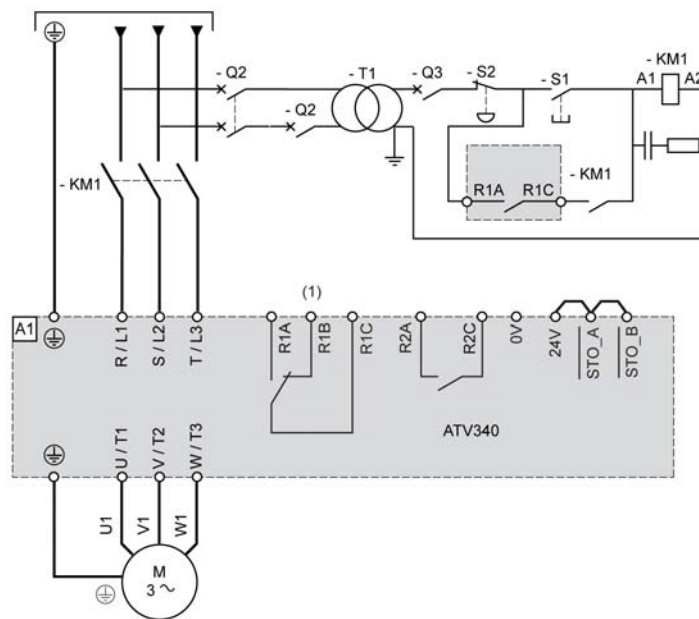 - Q2
- T1
- Q3
- S2
- S1
- KM1
A1
A2
- Q2
- KM1
R1A
R1C
- KM1
(1)
A1
R / L1
S / L2
T / L3
R1A
R1B
R1C
R2A
R2C
0V
24V
STO_A
STO_B
ATV340
U / T1
V / T2
W / T3
U1
V1
W1
M
3 ~